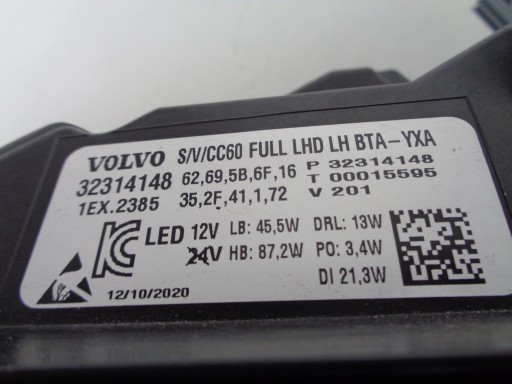 VOLVO S/V/CC60 FULL LHD LH BTA-YXA
32314148 62,69,5B,6F,16 P 32314148
1EX.2385 35,2F,41,1,72 T 00015595
V 201
LED 12V LB: 45,5W DRL: 13W
24V HB: 87,2W PO: 3,4W
DI 21,3W
12/10/2020